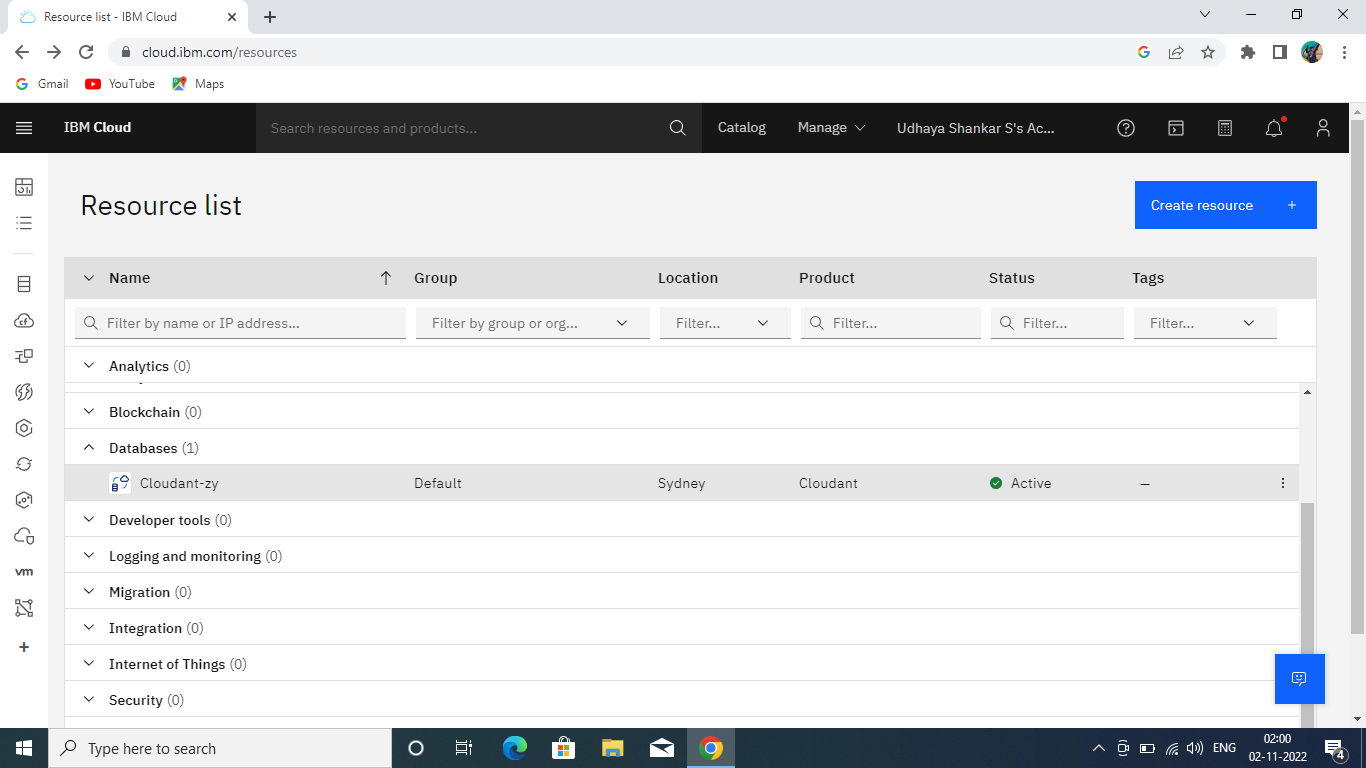 Resource list - IBM Cloud
cloud.ibm.com/resources
Gmail YouTube Maps
IBM Cloud Search resources and products... Catalog Manage Udhaya Shankar S's Ac...
Resource list
Create resource +
Name Group Location Product Status Tags
Filter by name or IP address... Filter by group or org... Filter... Filter... Filter... Filter...
Analytics (0)
Blockchain (0)
Databases (1)
Cloudant-zy Default Sydney Cloudant Active –
Developer tools (0)
Logging and monitoring (0)
Migration (0)
Integration (0)
Internet of Things (0)
Security (0)
vm
Type here to search
ENG
02:00
02-11-2022
4